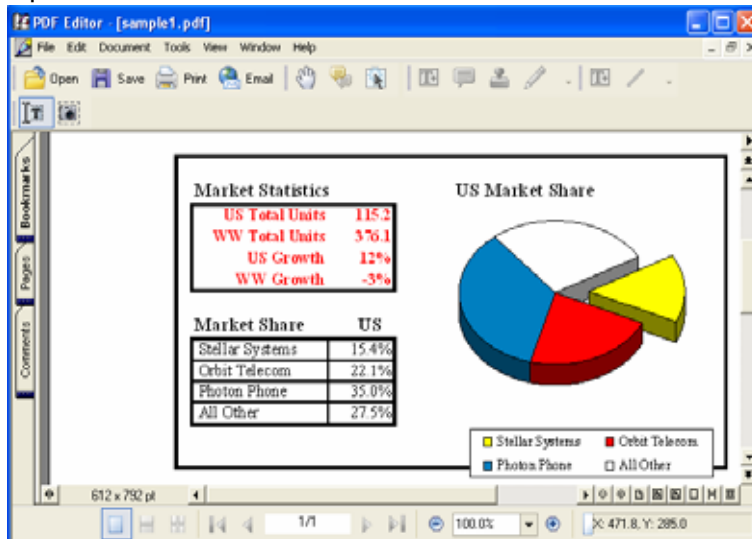 PDF Editor - [sample1.pdf]
File Edit Document Tools View Window Help
Open Save Print Email
Bookmarks
Pages
Comments
Market Statistics
US Total Units 115.2
WW Total Units 376.1
US Growth 12%
WW Growth -3%
Market Share US
Stellar Systems 15.4%
Orbit Telecom 22.1%
Photon Phone 35.0%
All Other 27.5%
US Market Share
Stellar Systems Orbit Telecom
Photon Phone All Other
612 x 792 pt
1/1 100.0% X: 471.8, Y: 285.0